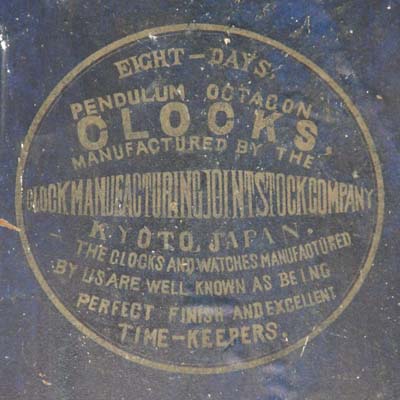 EIGHT-DAYS,
PENDULUM OCTAGON
CLOCKS,
MANUFACTURED BY THE
CLOCK MANUFACTURING JOINT STOCK COMPANY
KYOTO, JAPAN.
THE CLOCKS AND WATCHES MANUFACTURED
BY US ARE WELL KNOWN AS BEING
PERFECT FINISH AND EXCELLENT
TIME-KEEPERS.